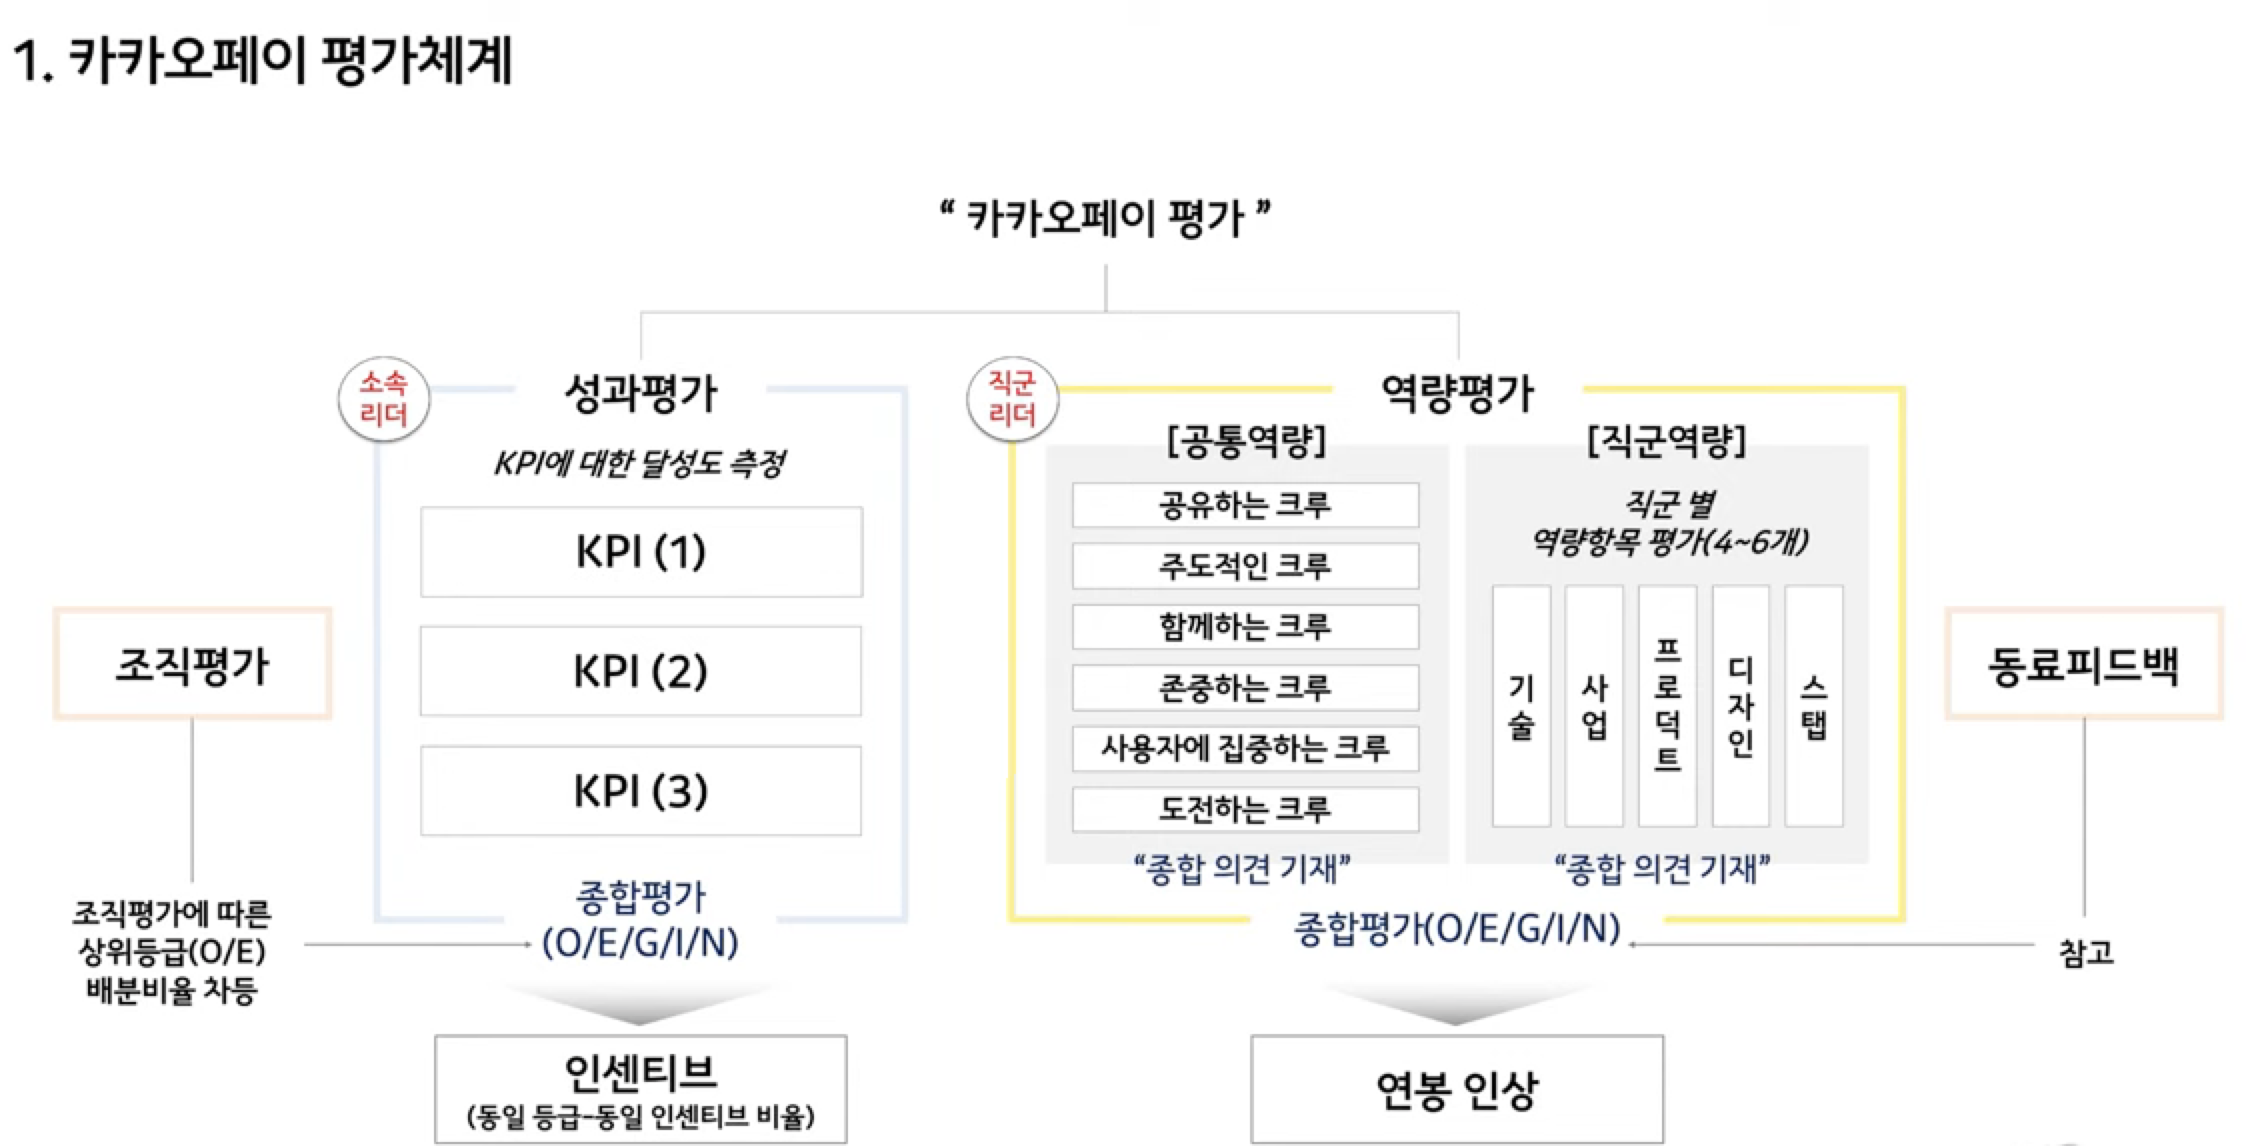 1. 카카오페이 평가체계
“ 카카오페이 평가 ”
소속
리더
성과평가
KPI에 대한 달성도 측정
KPI (1)
KPI (2)
KPI (3)
종합평가
(O/E/G/I/N)
인센티브
(동일 등급-동일 인센티브 비율)
조직평가
조직평가에 따른
상위등급(O/E)
배분비율 차등
직군
리더
역량평가
[공통역량]
공유하는 크루
주도적인 크루
함께하는 크루
존중하는 크루
사용자에 집중하는 크루
도전하는 크루
“종합 의견 기재”
[직군역량]
직군 별
역량항목 평가(4~6개)
기술
사업
프로덕트
디자인
스탭
“종합 의견 기재”
종합평가(O/E/G/I/N)
연봉 인상
동료피드백
참고